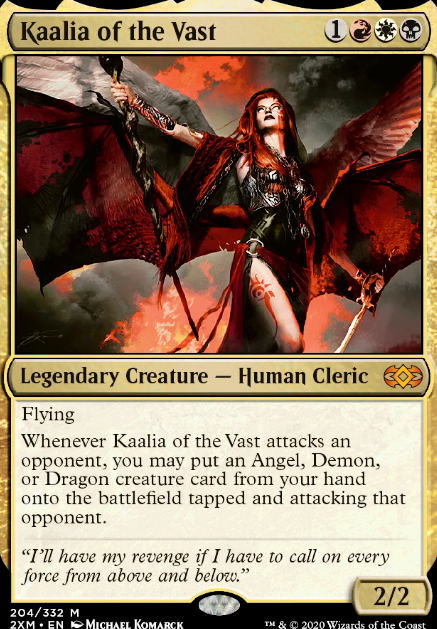 Kaalia of the Vast 1
Legendary Creature — Human Cleric
Flying
Whenever Kaalia of the Vast attacks an
opponent, you may put an Angel, Demon,
or Dragon creature card from your hand
onto the battlefield tapped and attacking that
opponent.
“I’ll have my revenge if I have to call on every
force from above and below.”
2/2
204/332 M
2XM • EN Michael Komarck
™ & © 2020 Wizards of the Coast